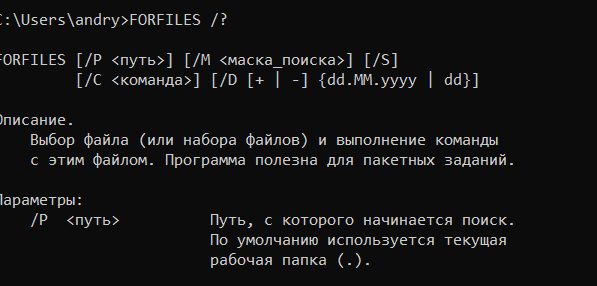 C:\Users\andry>FORFILES /?
FORFILES [/P <путь>] [/M <маска_поиска>] [/S]
[/C <команда>] [/D [+ | -] {dd.MM.yyyy | dd}]
Описание.
Выбор файла (или набора файлов) и выполнение команды
с этим файлом. Программа полезна для пакетных заданий.
Параметры:
/P <путь> Путь, с которого начинается поиск.
По умолчанию используется текущая
рабочая папка (.).